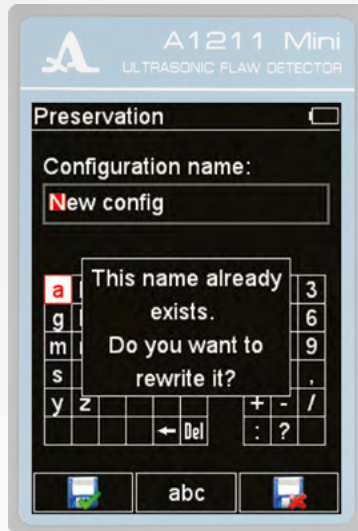 A1211 Mini
ULTRASONIC FLAW DETECTOR
Preservation
Configuration name:
New config
This name already
exists.
Do you want to
rewrite it?
a 3
g 6
m 9
s ,
y z + - /
← Del : ?
abc